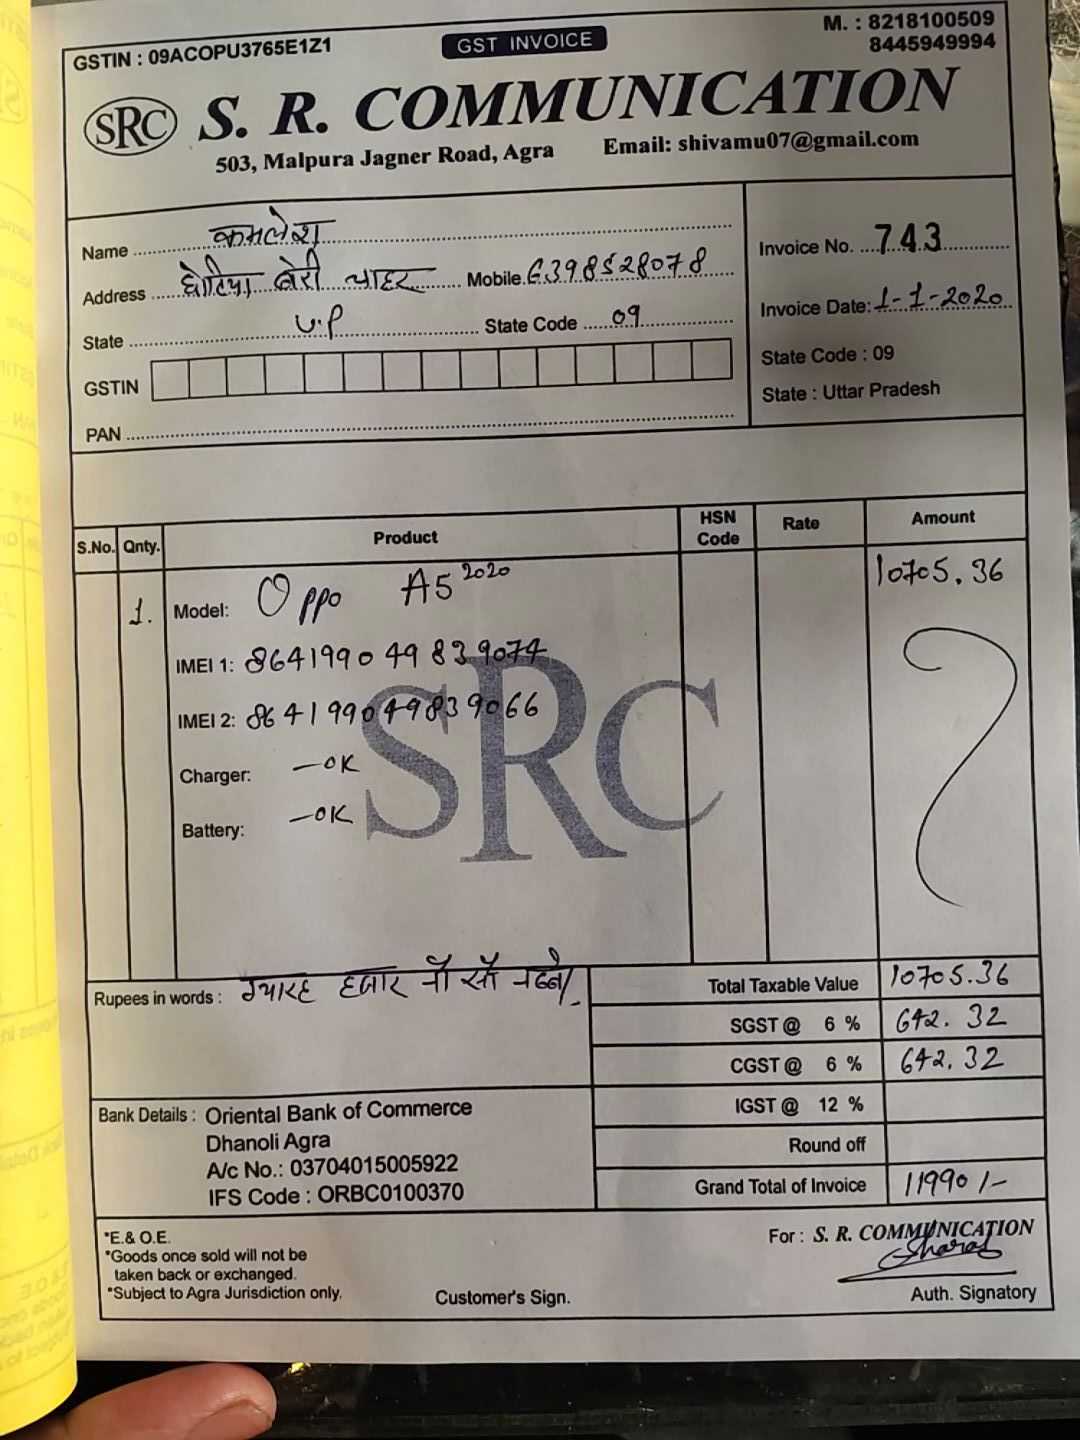 GSTIN : 09ACOPU3765E1Z1
GST INVOICE
M. : 8218100509
8445949994
SRC S. R. COMMUNICATION
503, Malpura Jagner Road, Agra Email: shivamu07@gmail.com
Name कमलेश
Address घोटिया बेरी चाहर Mobile. 6398528078
State U.P State Code 09
GSTIN
PAN
Invoice No. 743
Invoice Date: 1-1-2020
State Code : 09
State : Uttar Pradesh
S.No. Qnty. Product HSN Code Rate Amount
1. Model: Oppo A5 2020 10705.36
IMEI 1: 864199049839074
IMEI 2: 864199049839066
Charger: -OK
Battery: -OK
SRC
Rupees in words : ग्यारह हजार नौ सौ नब्बे/-
Total Taxable Value 10705.36
SGST @ 6 % 642.32
CGST @ 6 % 642.32
IGST @ 12 %
Round off
Grand Total of Invoice 11990/-
Bank Details : Oriental Bank of Commerce
Dhanoli Agra
A/c No.: 03704015005922
IFS Code : ORBC0100370
*E.& O.E.
*Goods once sold will not be
taken back or exchanged.
*Subject to Agra Jurisdiction only.
Customer's Sign.
For : S. R. COMMUNICATION
Auth. Signatory